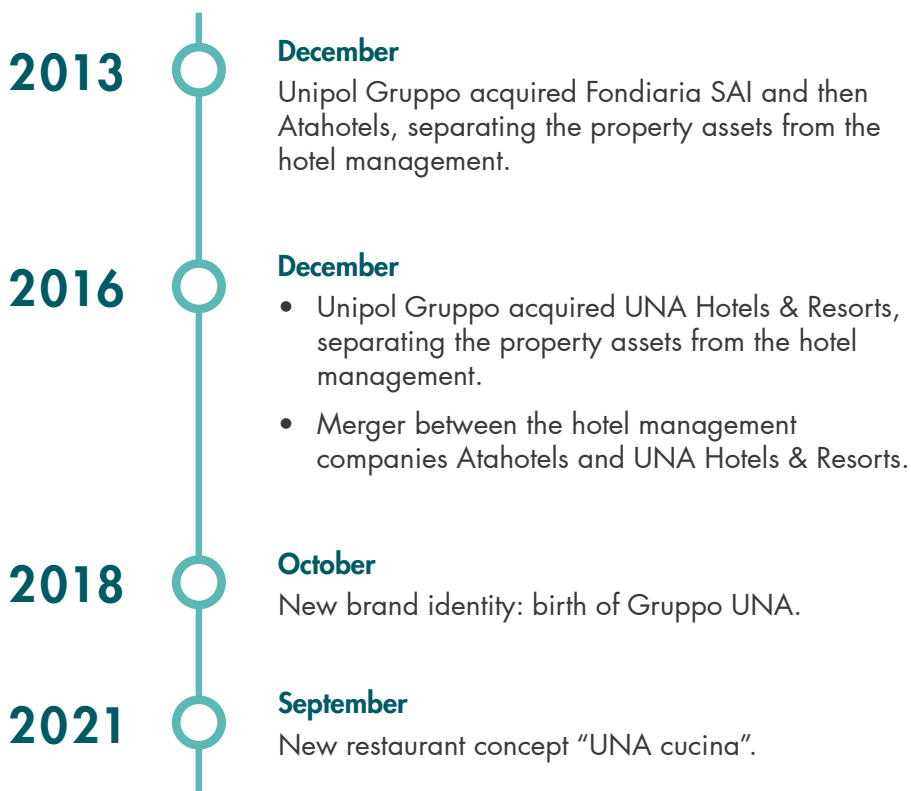 2013
December
Unipol Gruppo acquired Fondiaria SAI and then
Atahotels, separating the property assets from the
hotel management.
2016
December
• Unipol Gruppo acquired UNA Hotels & Resorts,
separating the property assets from the hotel
management.
• Merger between the hotel management
companies Atahotels and UNA Hotels & Resorts.
2018
October
New brand identity: birth of Gruppo UNA.
2021
September
New restaurant concept “UNA cucina”.